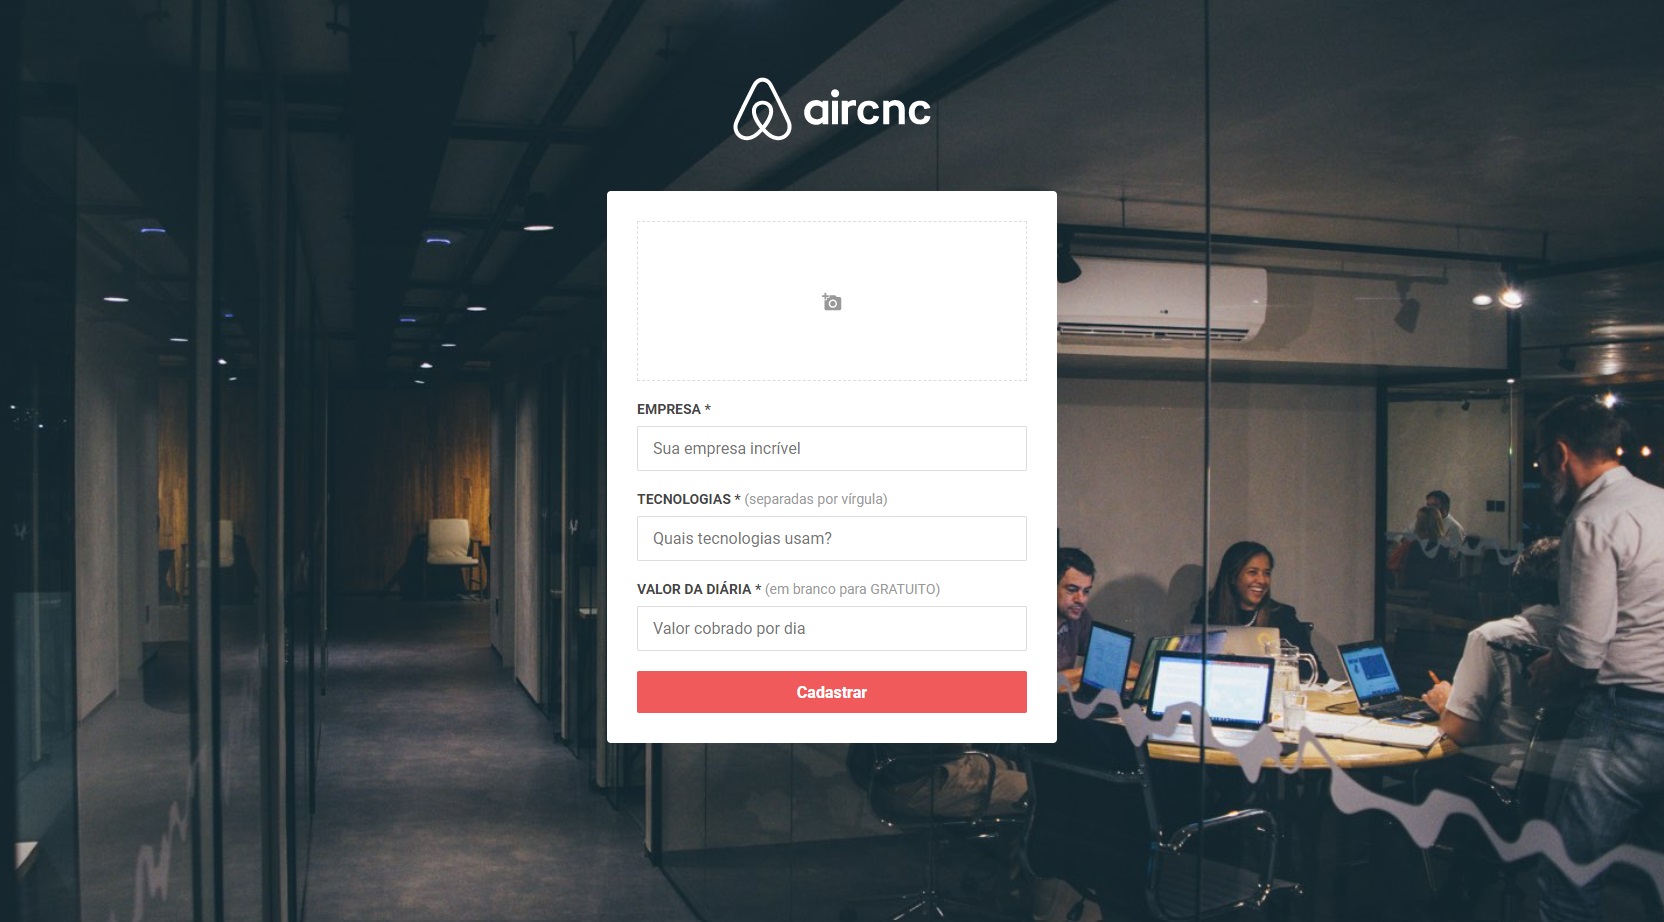 aircnc
EMPRESA *
Sua empresa incrível
TECNOLOGIAS * (separadas por vírgula)
Quais tecnologias usam?
VALOR DA DIÁRIA * (em branco para GRATUITO)
Valor cobrado por dia
Cadastrar